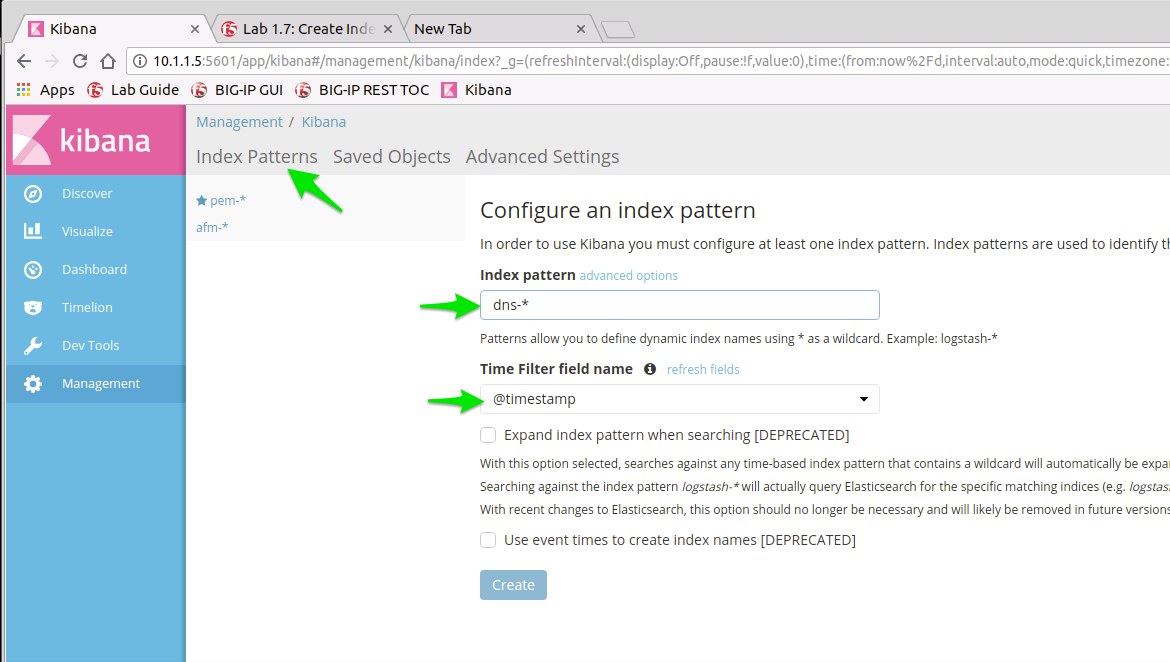 Kibana
Lab 1.7: Create Inde
New Tab
10.1.1.5:5601/app/kibana#/management/kibana/index?_g=(refreshInterval:(display:Off,pause:!f,value:0),time:(from:now%2Fd,interval:auto,mode:quick,timezone:
Apps
Lab Guide
BIG-IP GUI
BIG-IP REST TOC
Kibana
kibana
Discover
Visualize
Dashboard
Timelion
Dev Tools
Management
Management / Kibana
Index Patterns
Saved Objects
Advanced Settings
pem-*
afm-*
Configure an index pattern
In order to use Kibana you must configure at least one index pattern. Index patterns are used to identify th
Index pattern advanced options
dns-*
Patterns allow you to define dynamic index names using * as a wildcard. Example: logstash-*
Time Filter field name refresh fields
@timestamp
Expand index pattern when searching [DEPRECATED]
With this option selected, searches against any time-based index pattern that contains a wildcard will automatically be expa
Searching against the index pattern logstash-* will actually query Elasticsearch for the specific matching indices (e.g. logstas
With recent changes to Elasticsearch, this option should no longer be necessary and will likely be removed in future versions
Use event times to create index names [DEPRECATED]
Create